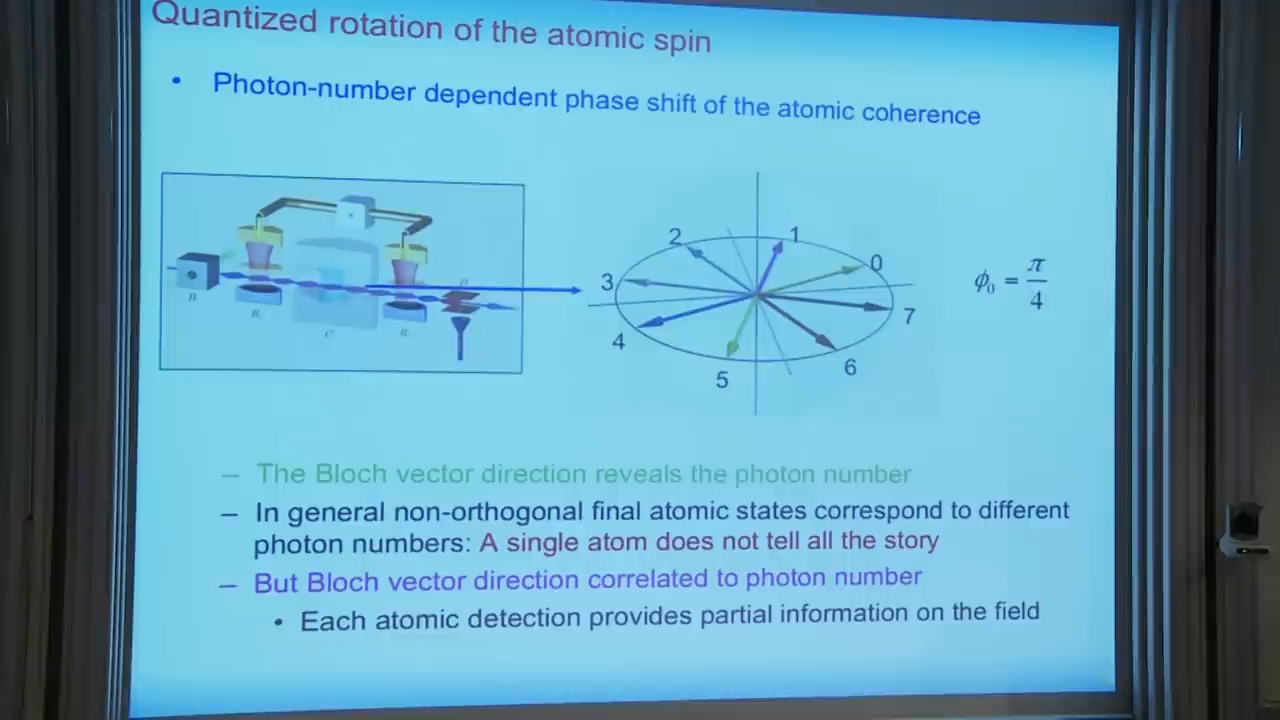 Quantized rotation of the atomic spin
• Photon-number dependent phase shift of the atomic coherence
2
1
0
3
7
4
5
6
ϕ₀ = π/4
B
R₁
C
– The Bloch vector direction reveals the photon number
– In general non-orthogonal final atomic states correspond to different
photon numbers: A single atom does not tell all the story
– But Bloch vector direction correlated to photon number
• Each atomic detection provides partial information on the field